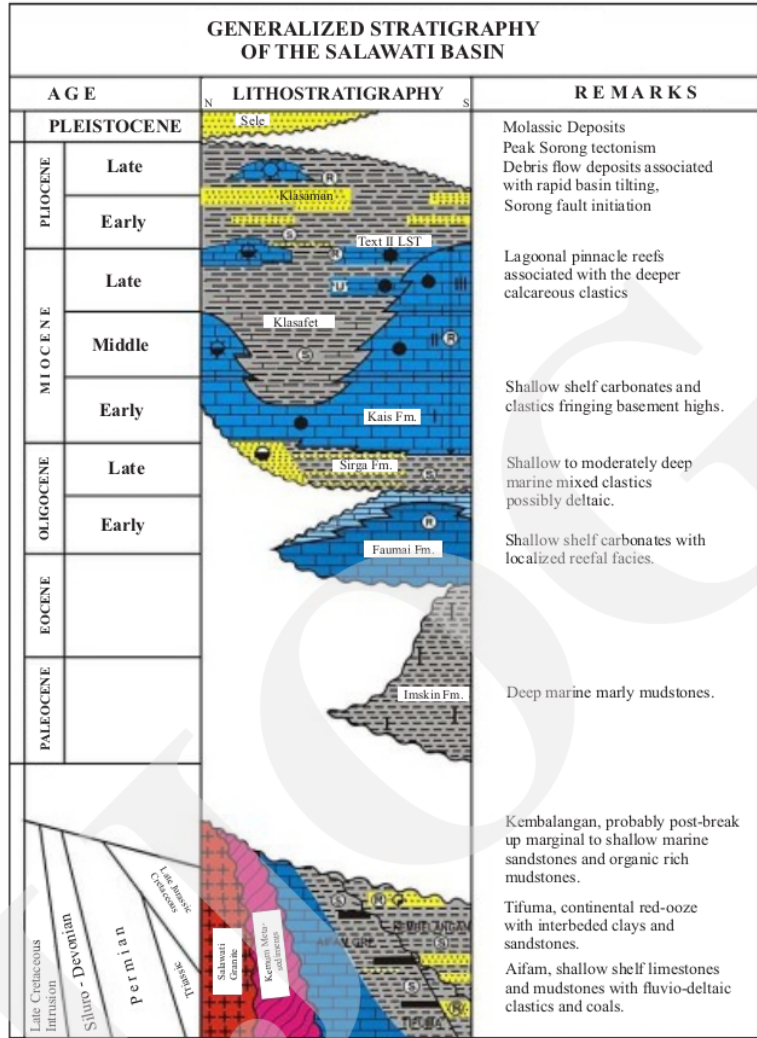 GENERALIZED STRATIGRAPHY
OF THE SALAWATI BASIN
A G E
LITHOSTRATIGRAPHY
N
S
R E M A R K S
PLEISTOCENE
PLIOCENE
Late
Early
MIOCENE
Late
Middle
Early
OLIGOCENE
Late
Early
EOCENE
PALEOCENE
Late Cretaceous
Intrusion
Siluro - Devonian
Permian
Triassic
Late Jurassic
Cretaceous
Sele
R
Klasaman
S
Text II LST
R
"U"
Klasafet
S
II
R
Kais Fm.
I
Sirga Fm.
S
R
Faumai Fm.
Imskin Fm.
Salawati
Granite
Kemum Meta-
sediments
S
R
G
KEMBELANGAN
S
S
R
TIFUMA
Molassic Deposits
Peak Sorong tectonism
Debris flow deposits associated
with rapid basin tilting,
Sorong fault initiation
Lagoonal pinnacle reefs
associated with the deeper
calcareous clastics
Shallow shelf carbonates and
clastics fringing basement highs.
Shallow to moderately deep
marine mixed clastics
possibly deltaic.
Shallow shelf carbonates with
localized reefal facies.
Deep marine marly mudstones.
Kembalangan, probably post-break
up marginal to shallow marine
sandstones and organic rich
mudstones.
Tifuma, continental red-ooze
with interbeded clays and
sandstones.
Aifam, shallow shelf limestones
and mudstones with fluvio-deltaic
clastics and coals.